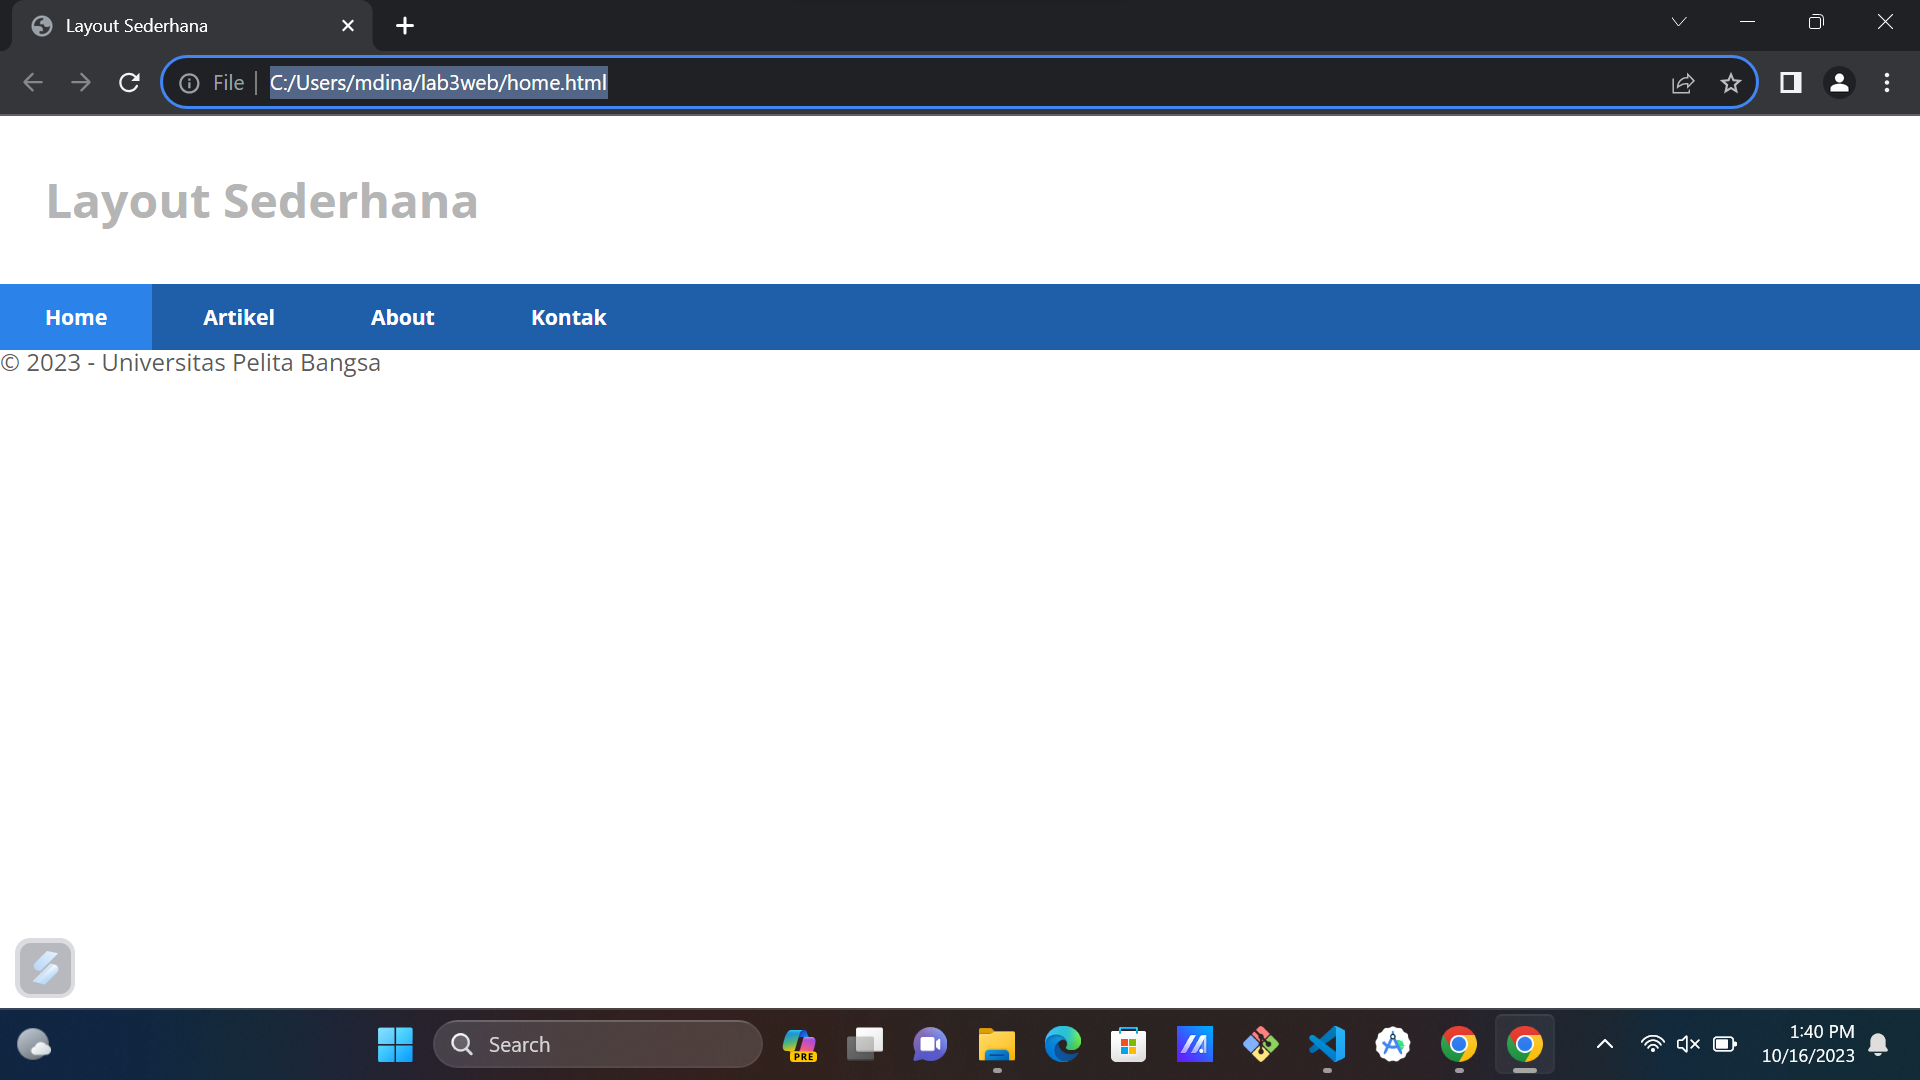 Layout Sederhana
File
C:/Users/mdina/lab3web/home.html
Layout Sederhana
Home Artikel About Kontak
© 2023 - Universitas Pelita Bangsa
Search
PRE
1:40 PM
10/16/2023